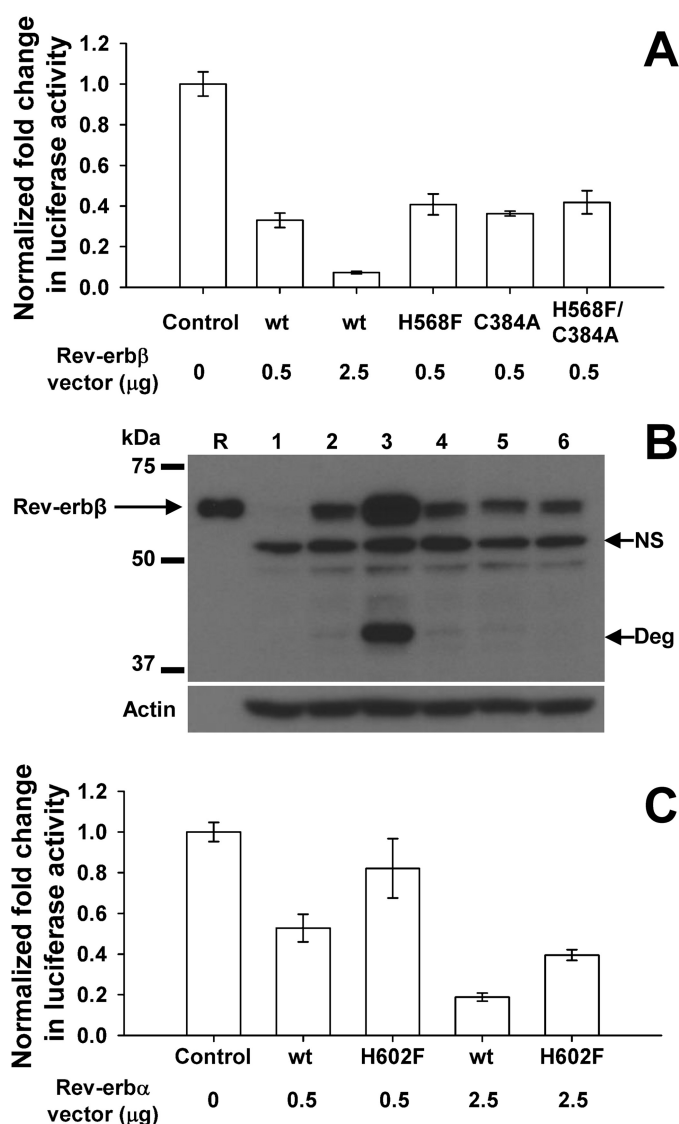 A
Normalized fold change
in luciferase activity
1.2
1.0
0.8
0.6
0.4
0.2
0.0
Control wt wt H568F C384A H568F/
C384A
Rev-erbβ
vector (μg)
0 0.5 2.5 0.5 0.5 0.5
B
kDa R 1 2 3 4 5 6
75
Rev-erbβ
NS
50
Deg
37
Actin
C
Normalized fold change
in luciferase activity
1.2
1.0
0.8
0.6
0.4
0.2
0.0
Control wt H602F wt H602F
Rev-erbα
vector (μg)
0 0.5 0.5 2.5 2.5